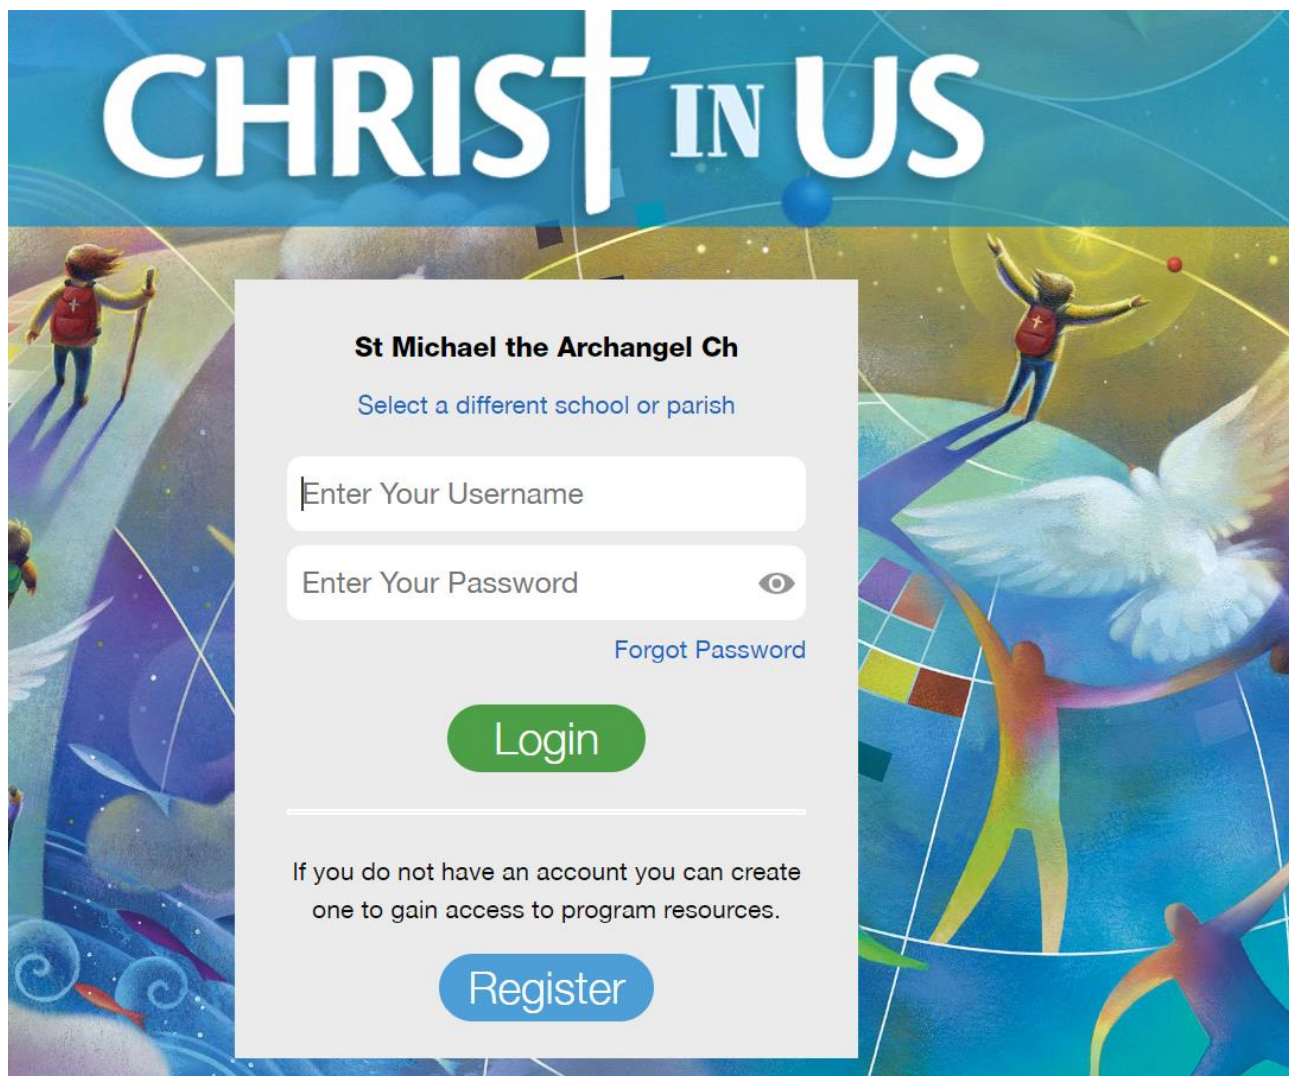 CHRIST IN US
St Michael the Archangel Ch
Select a different school or parish
Enter Your Username
Enter Your Password
Forgot Password
Login
If you do not have an account you can create
one to gain access to program resources.
Register